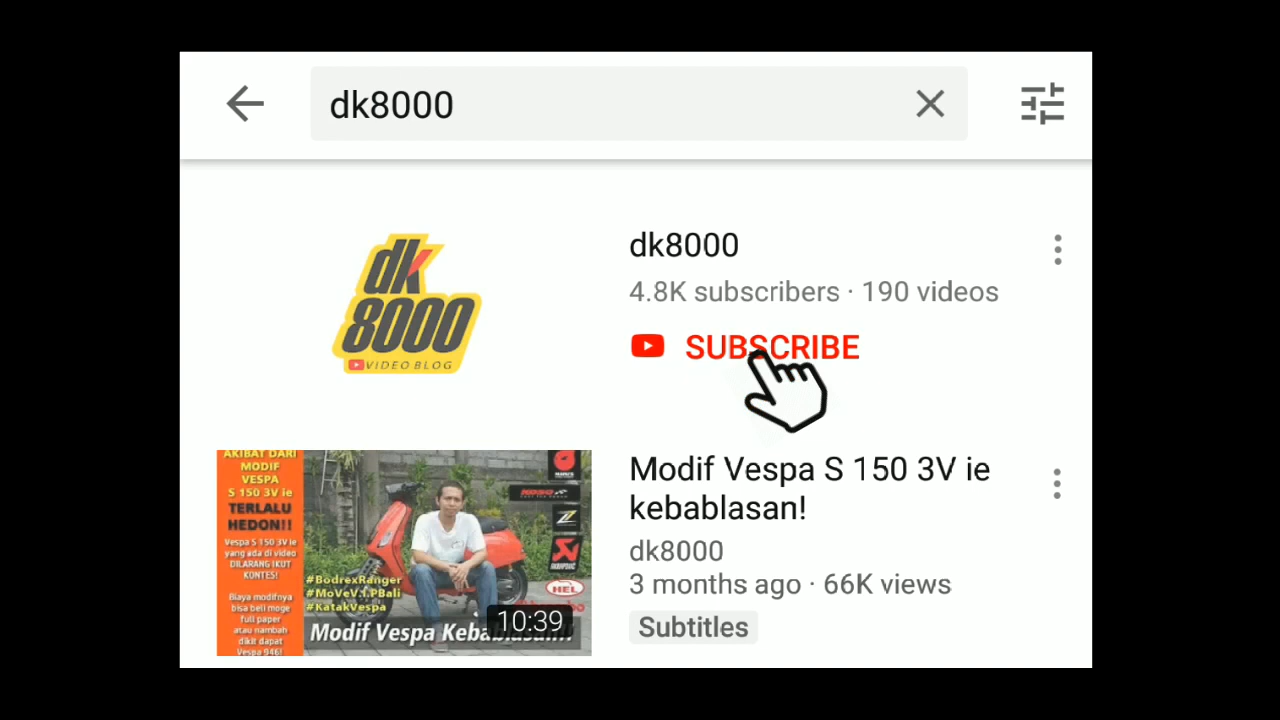 dk8000
dk
8000
VIDEO BLOG
dk8000
4.8K subscribers · 190 videos
SUBSCRIBE
AKIBAT DARI
MODIF
VESPA
S 150 3V ie
TERLALU
HEDON!!
Vespa S 150 3V ie
yang ada di video
DILARANG IKUT
KONTES!
Biaya modifnya
bisa beli moge
full paper
atau nambah
dikit dapat
Vespa 946!
#BodrexRanger
#MoVeV.I.PBali
#KatakVespa
HEL
10:39
Modif Vespa
Modif Vespa S 150 3V ie
kebablasan!
dk8000
3 months ago · 66K views
Subtitles